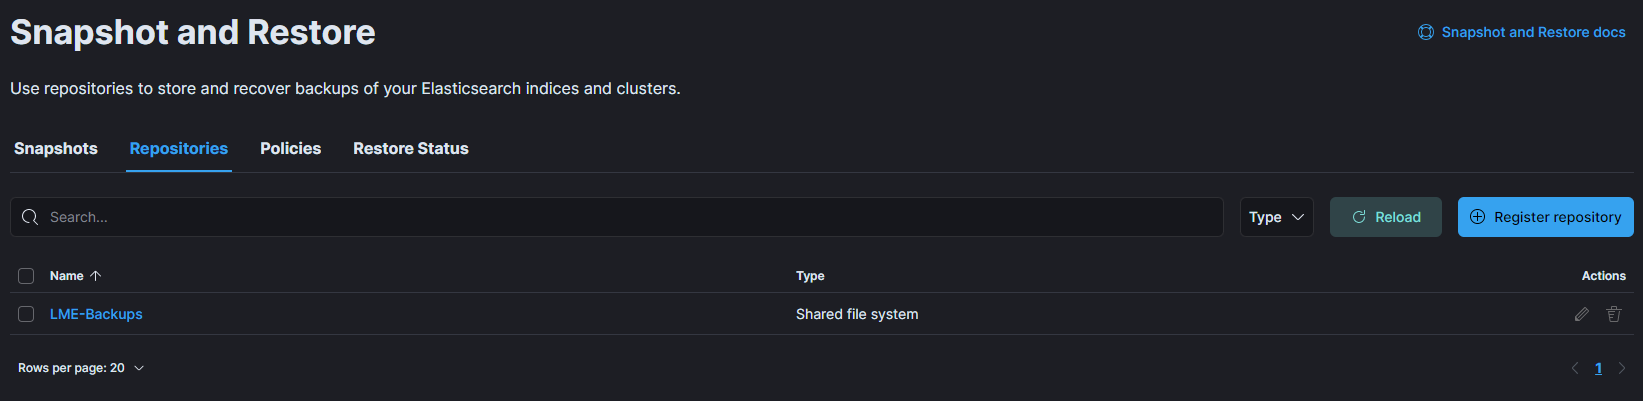 Snapshot and Restore
Snapshot and Restore docs
Use repositories to store and recover backups of your Elasticsearch indices and clusters.
Snapshots Repositories Policies Restore Status
Search... Type Reload Register repository
Name Type Actions
LME-Backups Shared file system
Rows per page: 20 1